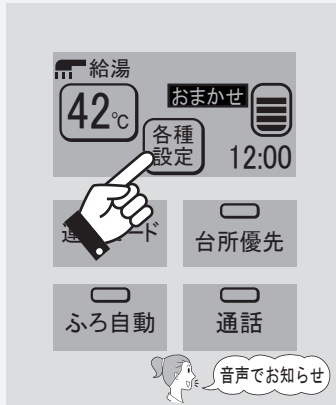 給湯
42℃
おまかせ
各種
設定
12:00
台所優先
ふろ自動
通話
音声でお知らせ